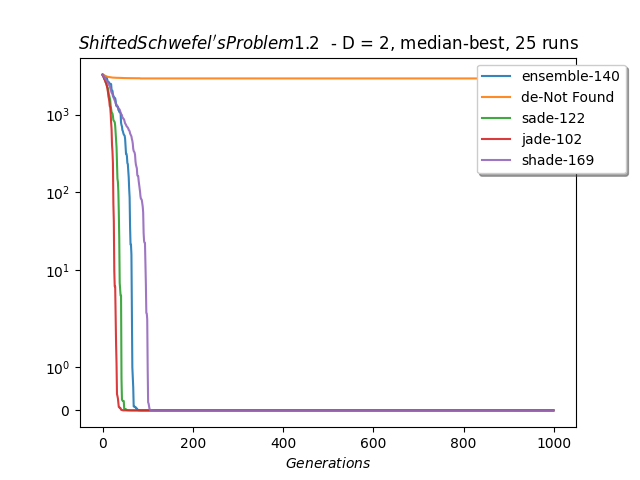 ShiftedSchwefel'sProblem1.2 - D = 2, median-best, 25 runs
ensemble-140
de-Not Found
sade-122
jade-102
shade-169
10³
10²
10¹
10⁰
0
0 200 400 600 800 1000
Generations